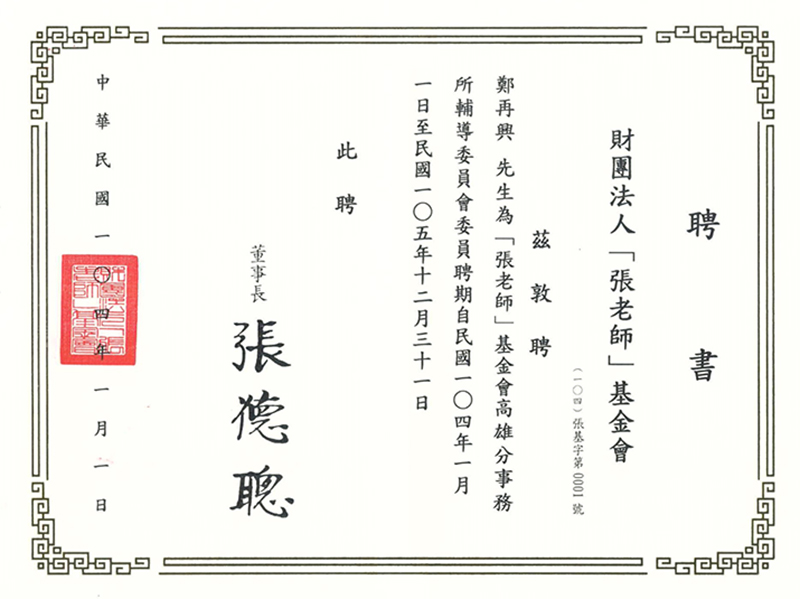 聘書
財團法人「張老師」基金會
(一〇四)張基字第0001號
茲敦聘
鄭再興 先生為「張老師」基金會高雄分事務
所輔導委員會委員聘期自民國一〇四年一月
一日至民國一〇五年十二月三十一日
此聘
董事長
張德聰
中華民國一〇四年一月一日